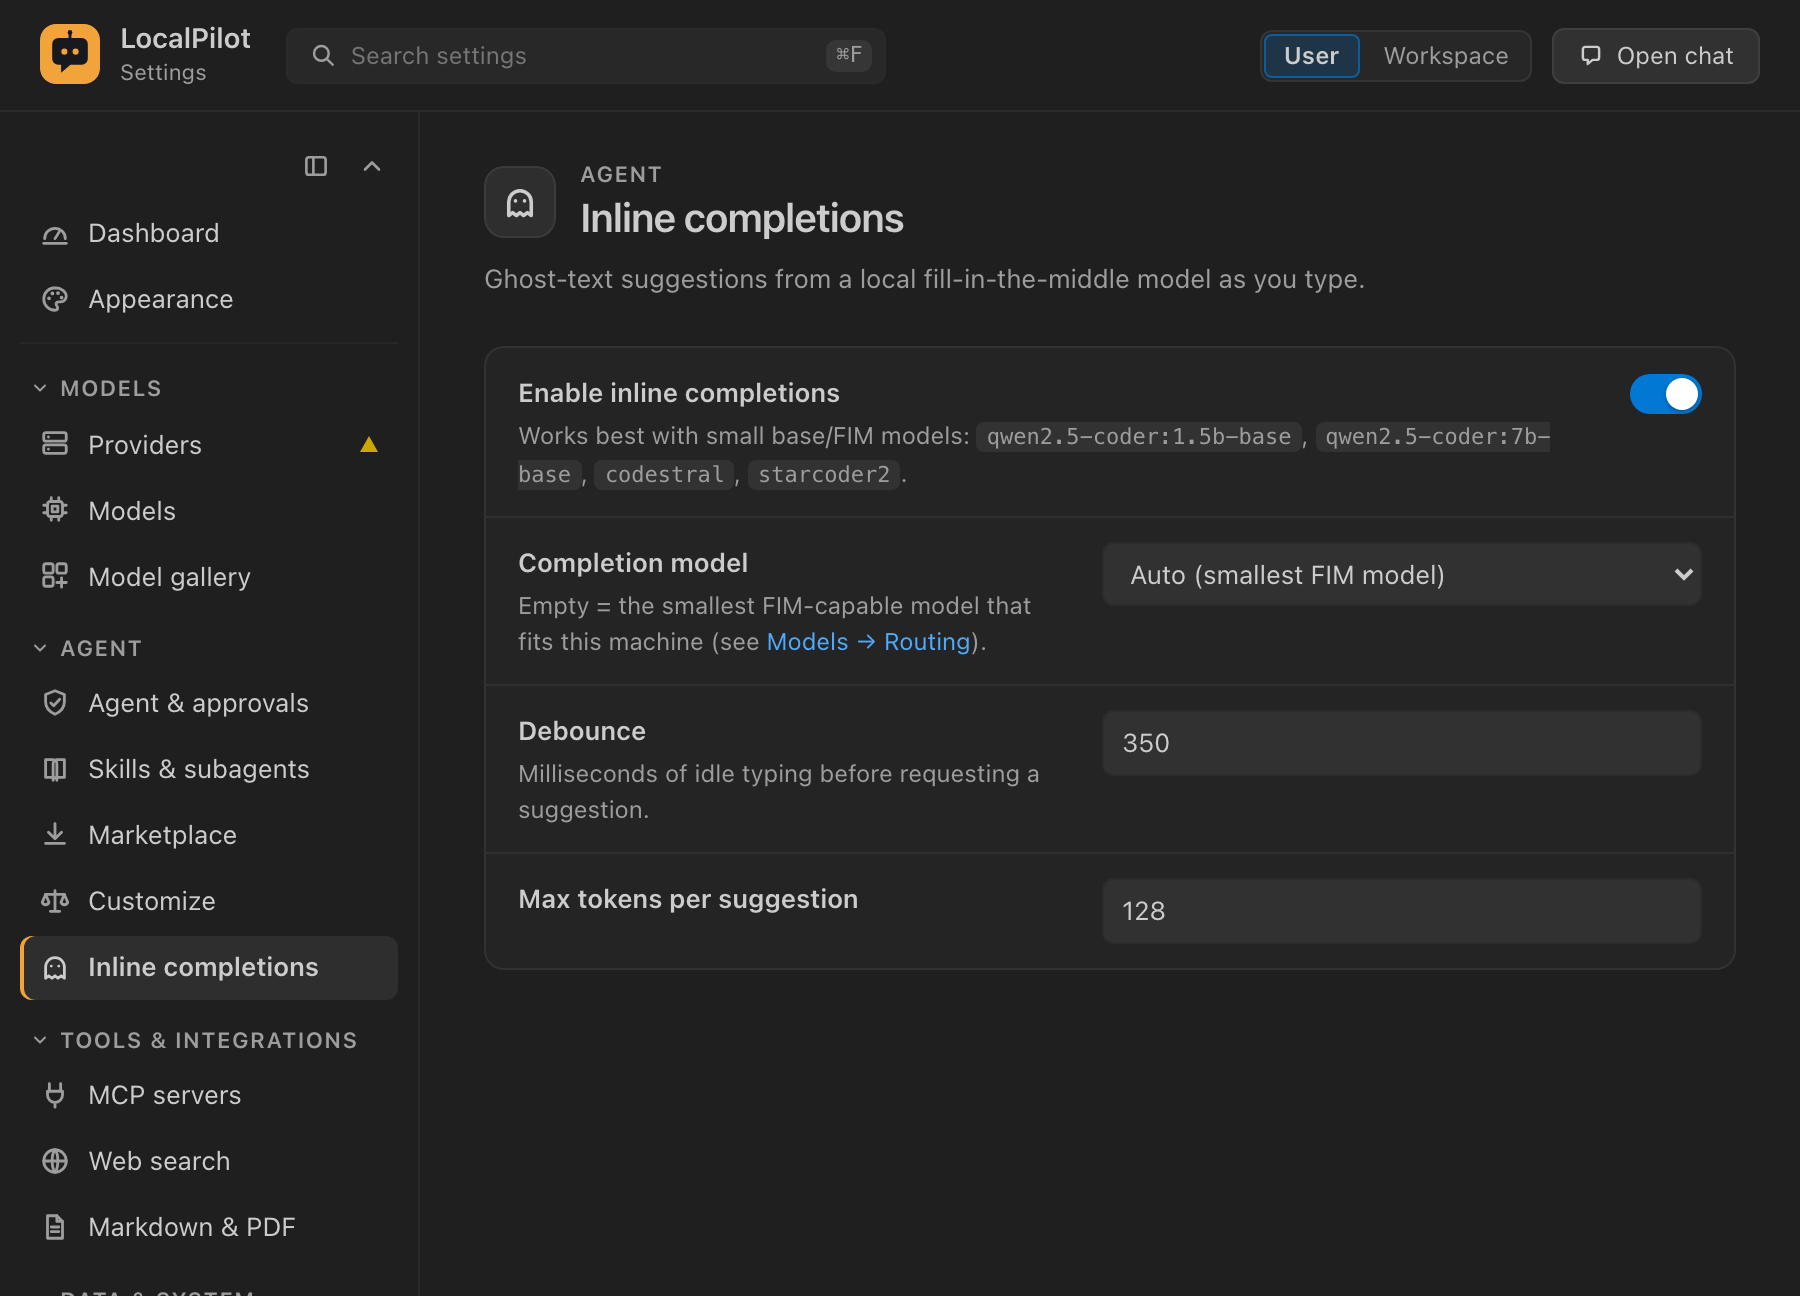 LocalPilot
Settings
Search settings
⌘F
User
Workspace
Open chat
Dashboard
Appearance
MODELS
Providers
Models
Model gallery
AGENT
Agent & approvals
Skills & subagents
Marketplace
Customize
Inline completions
TOOLS & INTEGRATIONS
MCP servers
Web search
Markdown & PDF
DATA & SYSTEM
AGENT
Inline completions
Ghost-text suggestions from a local fill-in-the-middle model as you type.
Enable inline completions
Works best with small base/FIM models: qwen2.5-coder:1.5b-base, qwen2.5-coder:7b-
base, codestral, starcoder2.
Completion model
Empty = the smallest FIM-capable model that
fits this machine (see Models → Routing).
Auto (smallest FIM model)
Debounce
Milliseconds of idle typing before requesting a
suggestion.
350
Max tokens per suggestion
128